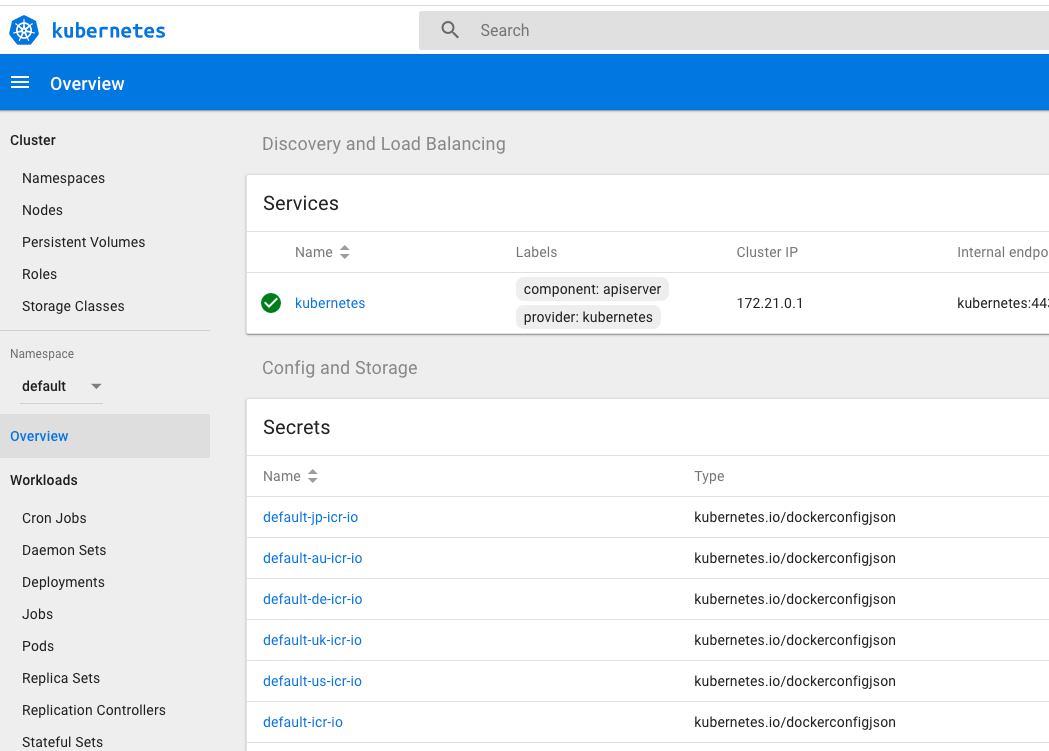 kubernetes
Search
Overview
Cluster
Namespaces
Nodes
Persistent Volumes
Roles
Storage Classes
Namespace
default
Overview
Workloads
Cron Jobs
Daemon Sets
Deployments
Jobs
Pods
Replica Sets
Replication Controllers
Stateful Sets
Discovery and Load Balancing
Services
Name Labels Cluster IP Internal endpo
kubernetes component: apiserver 172.21.0.1 kubernetes:443
provider: kubernetes
Config and Storage
Secrets
Name Type
default-jp-icr-io kubernetes.io/dockerconfigjson
default-au-icr-io kubernetes.io/dockerconfigjson
default-de-icr-io kubernetes.io/dockerconfigjson
default-uk-icr-io kubernetes.io/dockerconfigjson
default-us-icr-io kubernetes.io/dockerconfigjson
default-icr-io kubernetes.io/dockerconfigjson